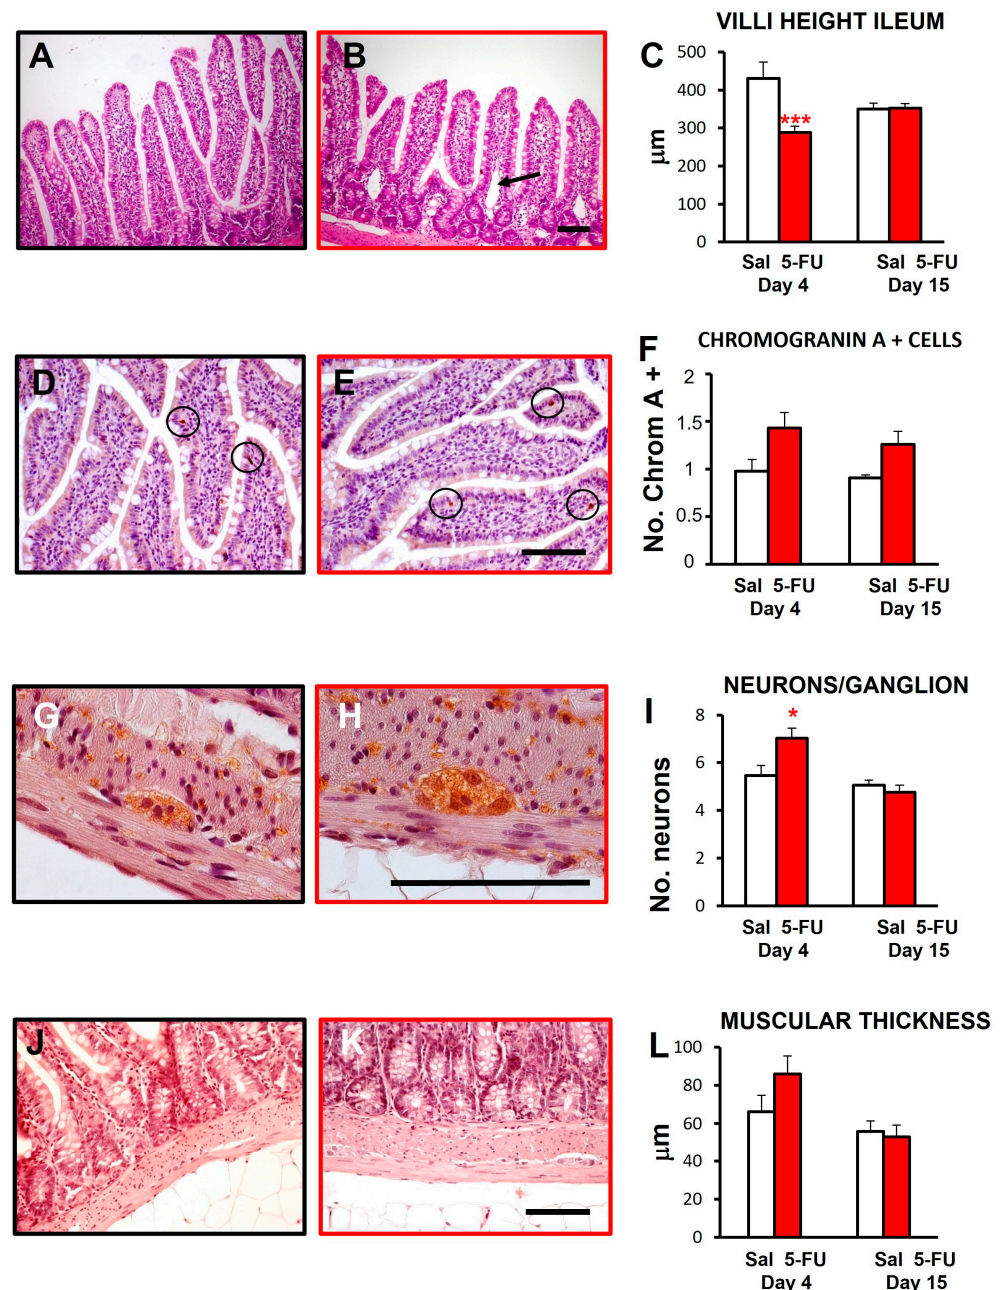 A
B
C
VILLI HEIGHT ILEUM
µm
500
400
300
200
100
0
***
Sal 5-FU
Day 4
Sal 5-FU
Day 15
D
E
F
CHROMOGRANIN A + CELLS
No. Chrom A +
2
1.5
1
0.5
0
Sal 5-FU
Day 4
Sal 5-FU
Day 15
G
H
I
NEURONS/GANGLION
No. neurons
8
6
4
2
0
*
Sal 5-FU
Day 4
Sal 5-FU
Day 15
J
K
L
MUSCULAR THICKNESS
µm
100
80
60
40
20
0
Sal 5-FU
Day 4
Sal 5-FU
Day 15